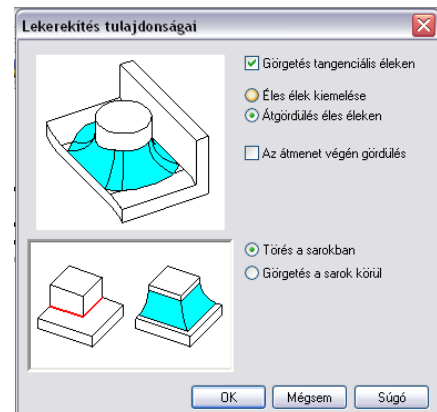 Lekerekítés tulajdonságai
Görgetés tangenciális éleken
Éles élek kiemelése
Átgördülés éles éleken
Az átmenet végén gördülés
Törés a sarokban
Görgetés a sarok körül
OK
Mégsem
Súgó